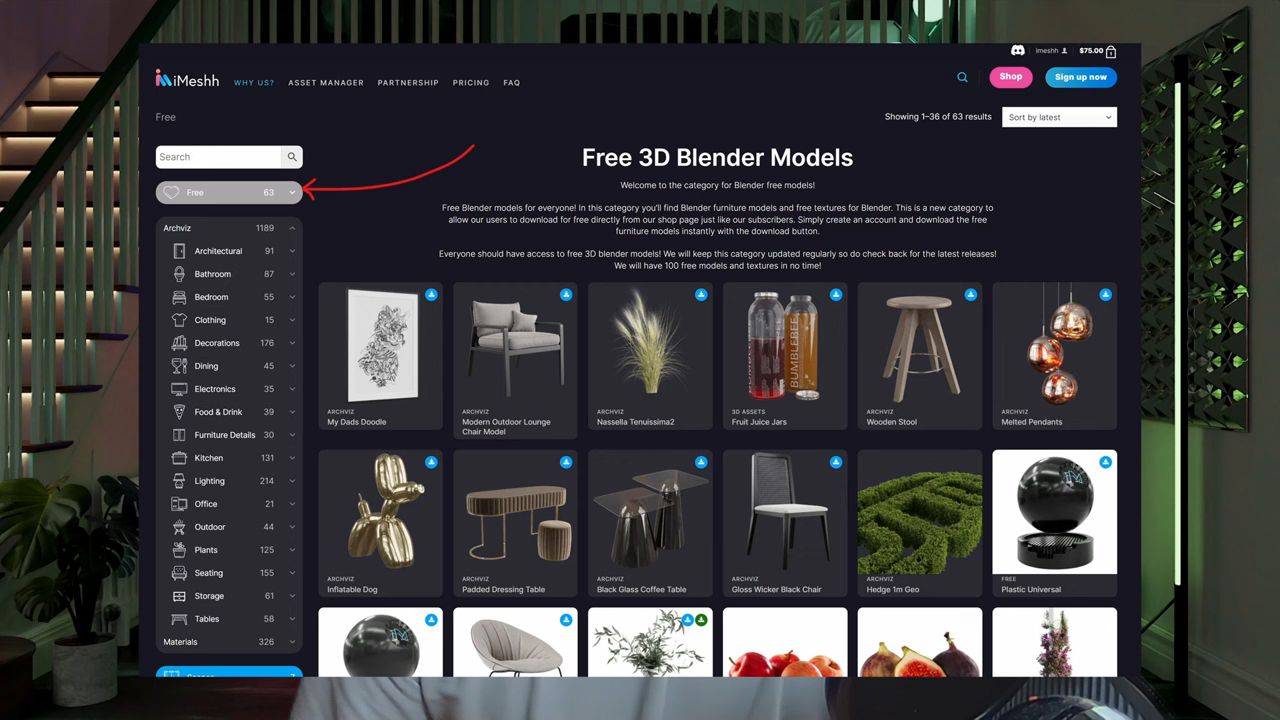 imeshh
$75.00
1
iMeshh
WHY US?
ASSET MANAGER
PARTNERSHIP
PRICING
FAQ
Shop
Sign up now
Free
Showing 1–36 of 63 results
Sort by latest
Search
Free 63
Archviz 1189
Architectural 91
Bathroom 87
Bedroom 55
Clothing 15
Decorations 176
Dining 45
Electronics 35
Food & Drink 39
Furniture Details 30
Kitchen 131
Lighting 214
Office 21
Outdoor 44
Plants 125
Seating 155
Storage 61
Tables 58
Materials 326
Free 3D Blender Models
Welcome to the category for Blender free models!
Free Blender models for everyone! In this category you'll find Blender furniture models and free textures for Blender. This is a new category to
allow our users to download for free directly from our shop page just like our subscribers. Simply create an account and download the free
furniture models instantly with the download button.
Everyone should have access to free 3D blender models! We will keep this category updated regularly so do check back for the latest releases!
We will have 100 free models and textures in no time!
ARCHVIZ
My Dads Doodle
ARCHVIZ
Modern Outdoor Lounge
Chair Model
ARCHVIZ
Nassella Tenuissima2
BUMBLEBEE
3D ASSETS
Fruit Juice Jars
ARCHVIZ
Wooden Stool
ARCHVIZ
Melted Pendants
ARCHVIZ
Inflatable Dog
ARCHVIZ
Padded Dressing Table
ARCHVIZ
Black Glass Coffee Table
ARCHVIZ
Gloss Wicker Black Chair
ARCHVIZ
Hedge 1m Geo
FREE
Plastic Universal